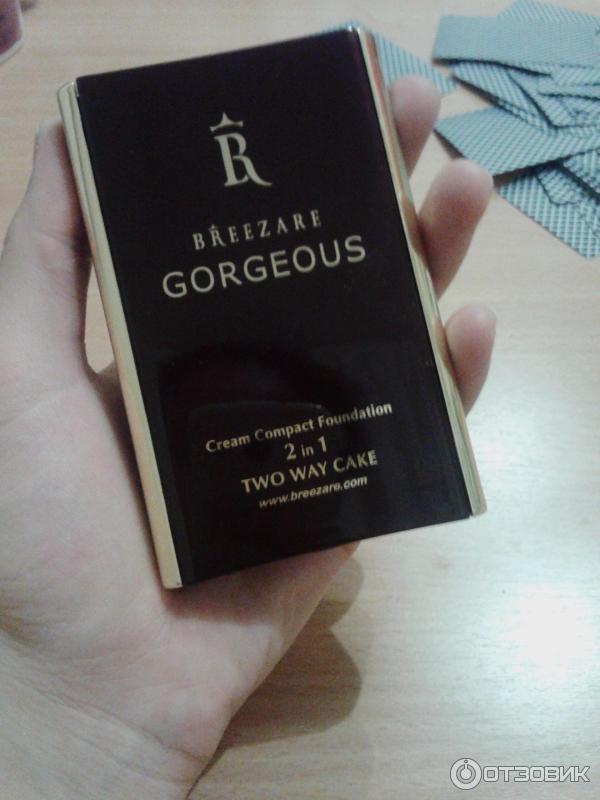 R
BREEZARE
GORGEOUS
Cream Compact Foundation
2 in 1
TWO WAY CAKE
www.breezare.com
ОТЗОВИК